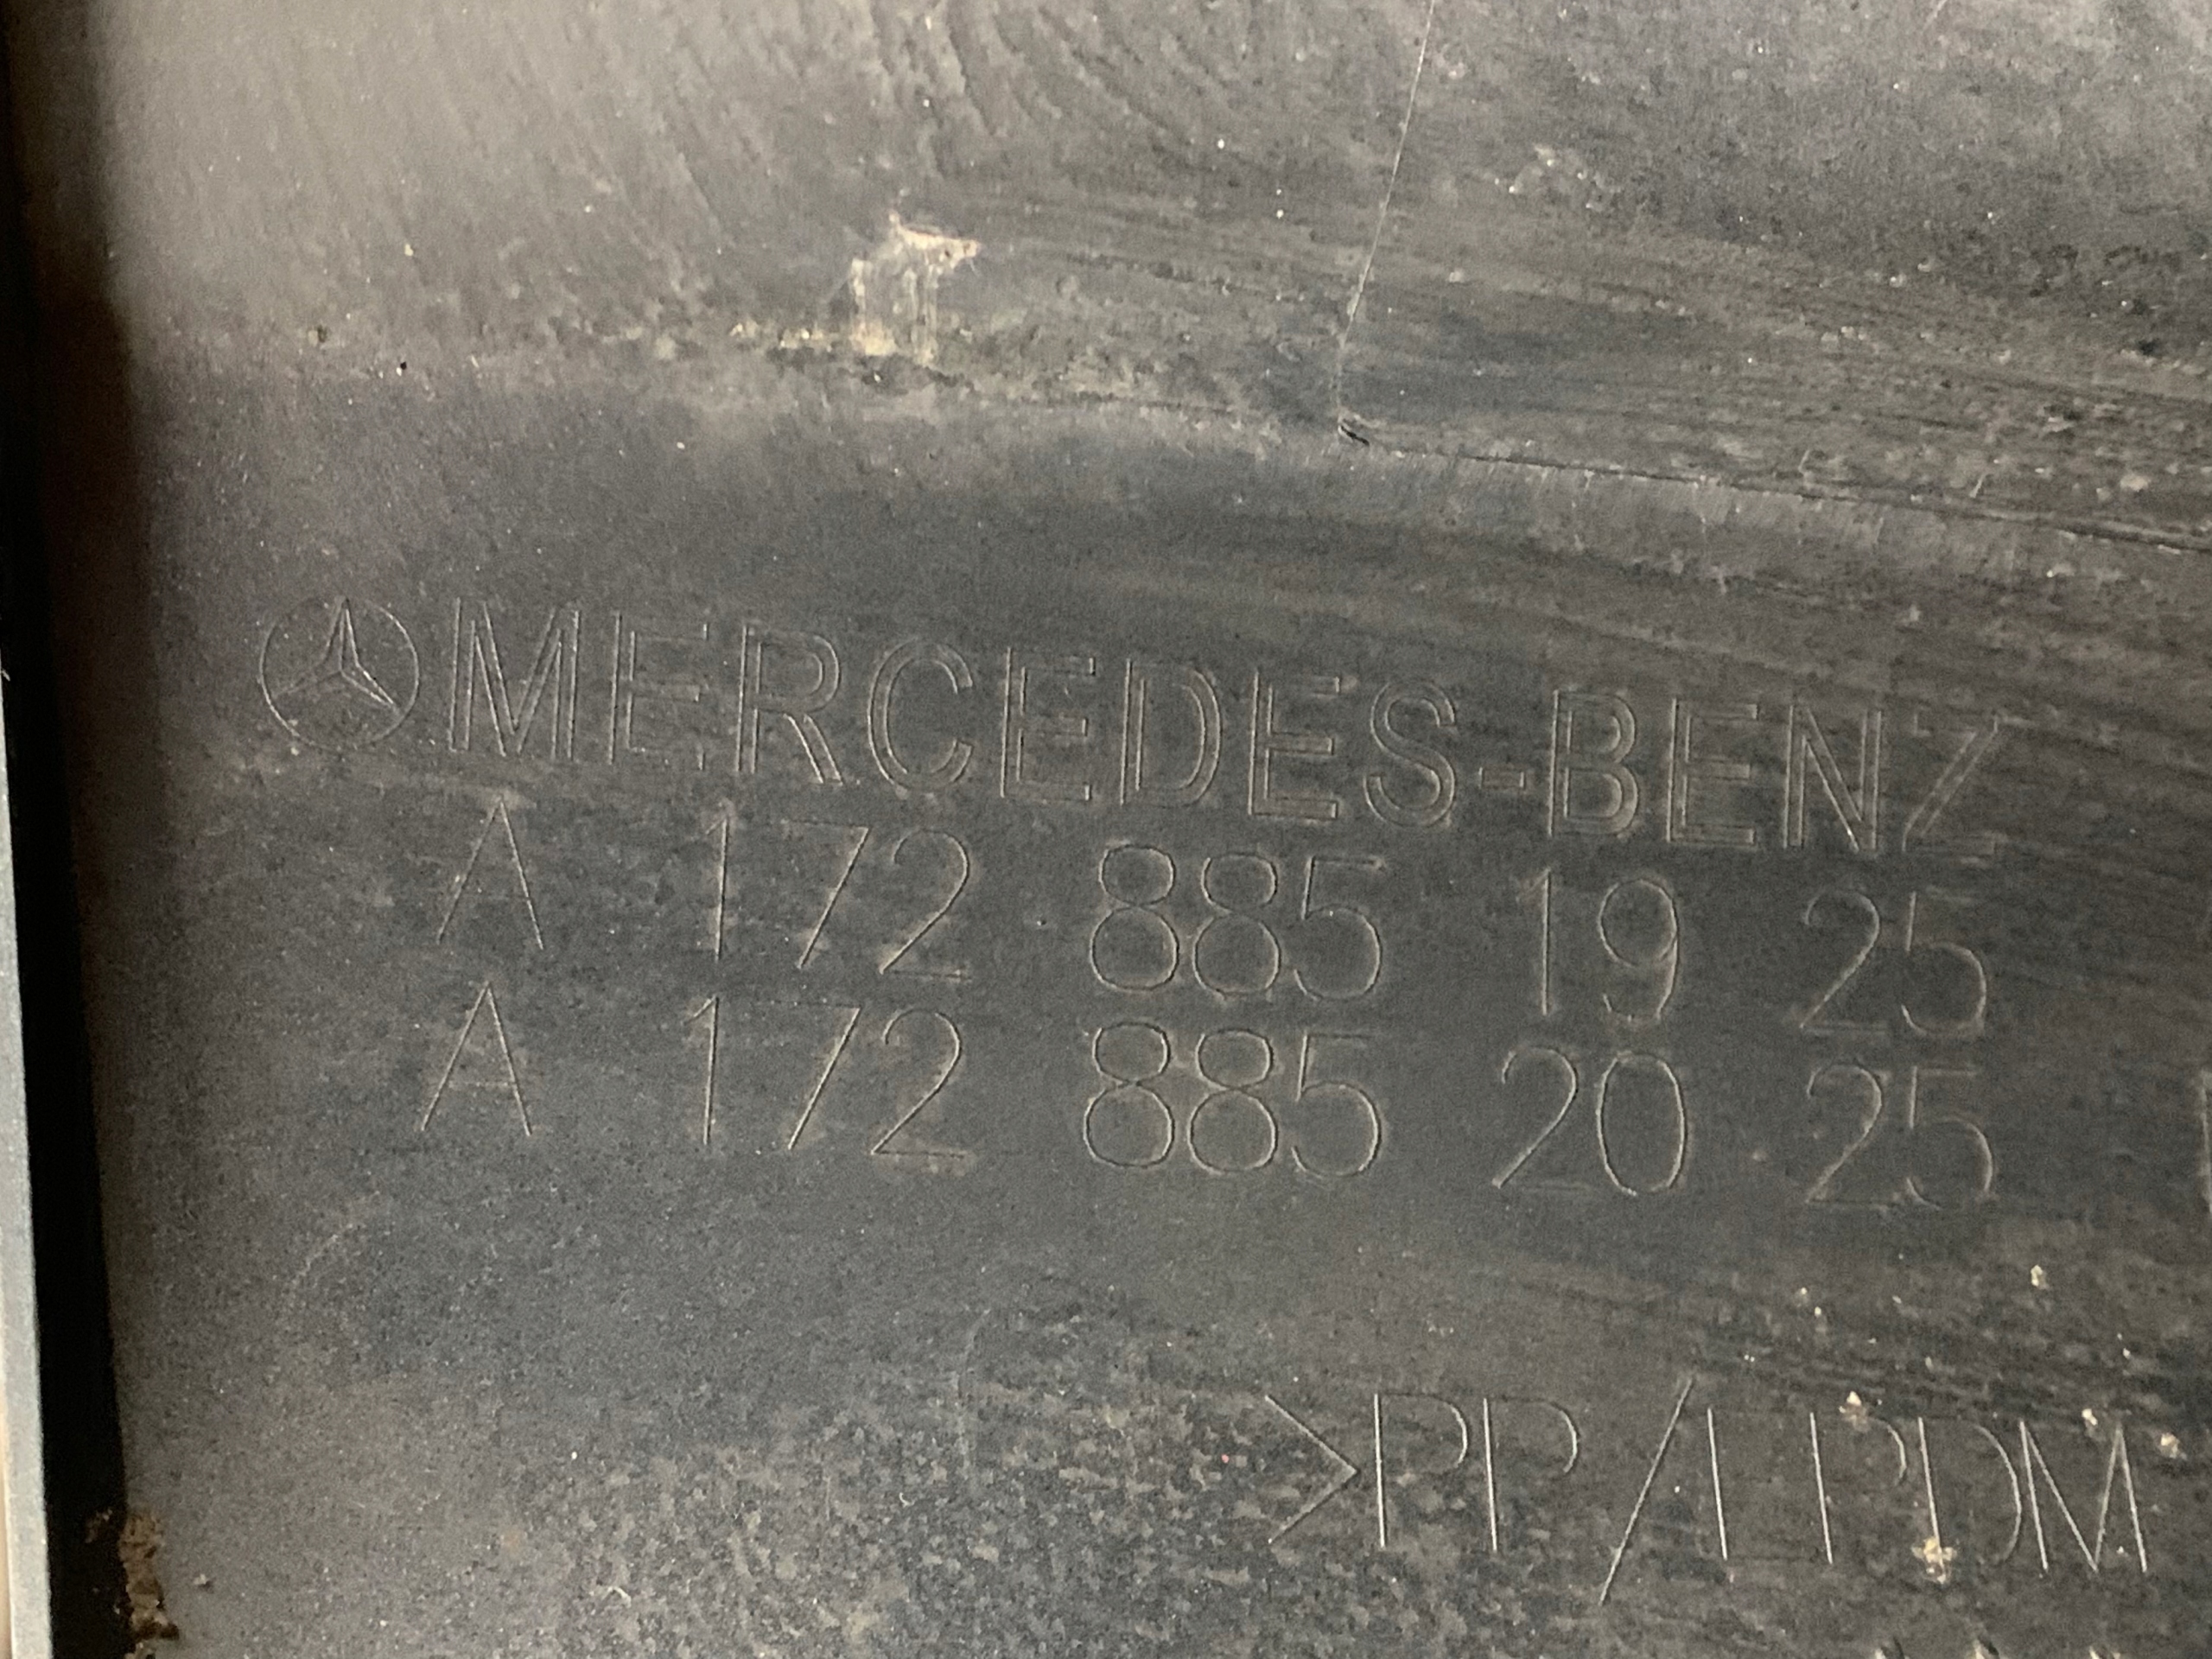 MERCEDES-BENZ
A 172 885 19 25
A 172 885 20 25
>PP/EPDM